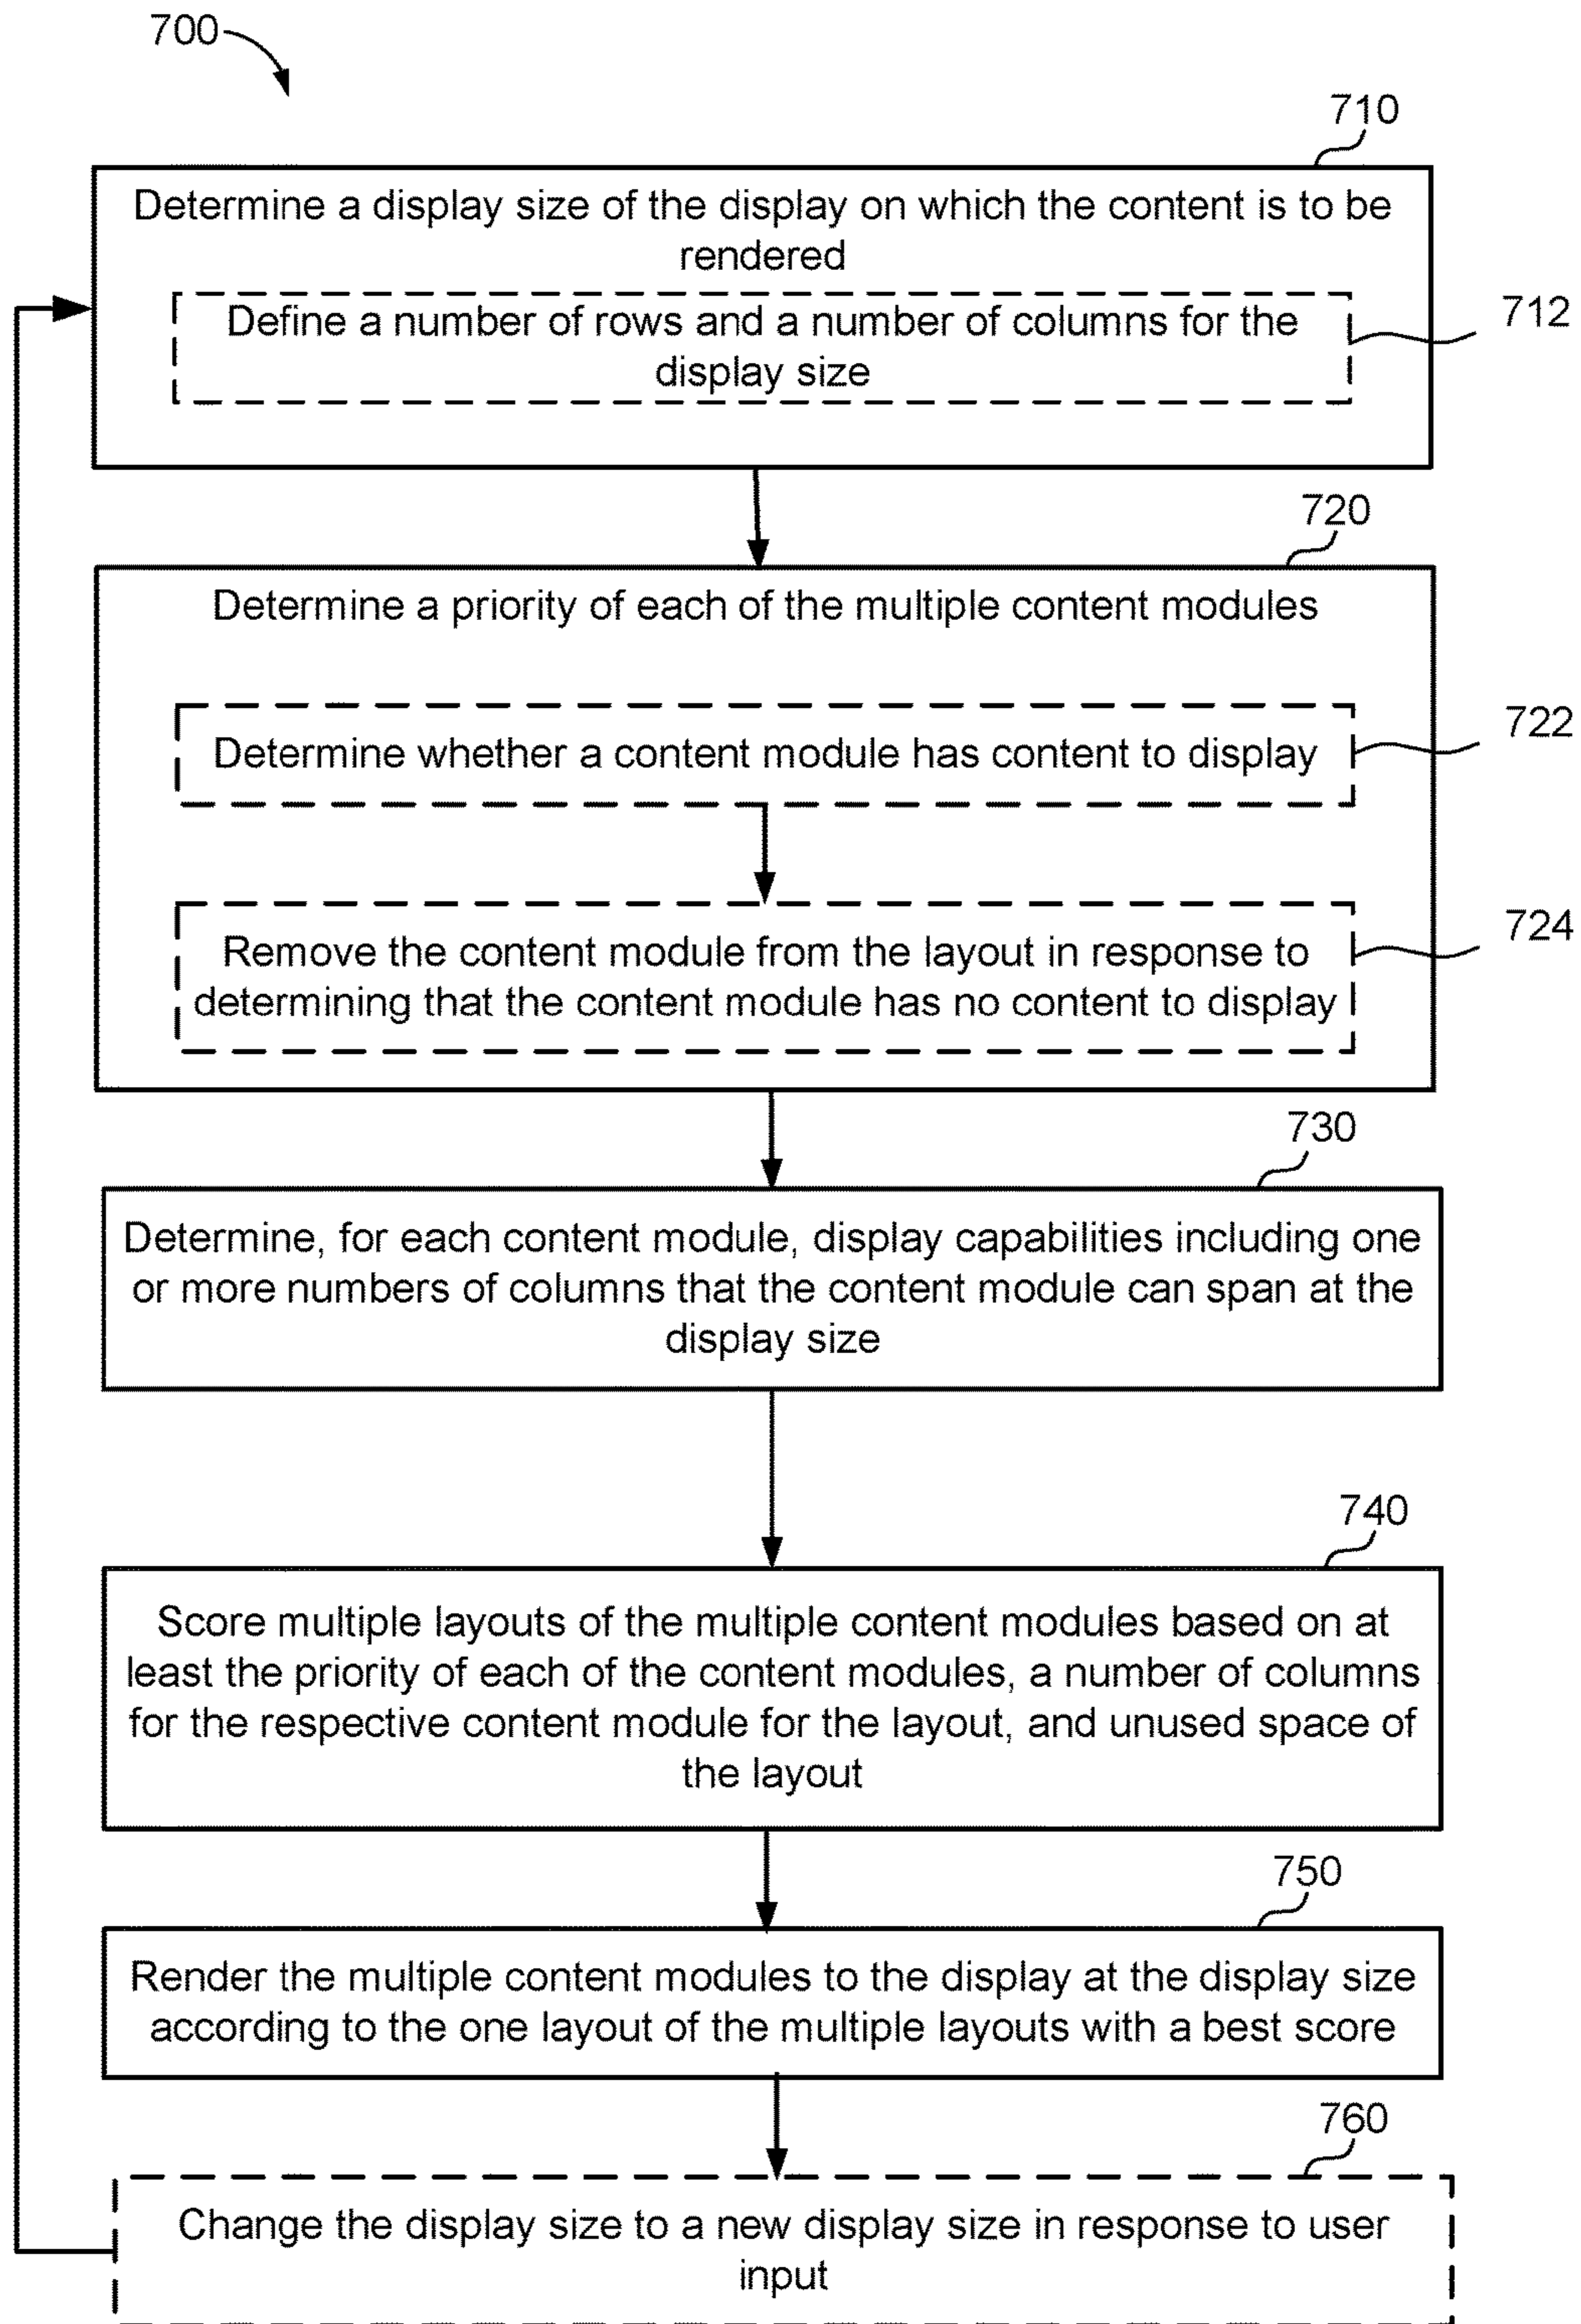 700
710
Determine a display size of the display on which the content is to be
rendered
Define a number of rows and a number of columns for the
display size
712
720
Determine a priority of each of the multiple content modules
722
Determine whether a content module has content to display
724
Remove the content module from the layout in response to
determining that the content module has no content to display
730
Determine, for each content module, display capabilities including one
or more numbers of columns that the content module can span at the
display size
740
Score multiple layouts of the multiple content modules based on at
least the priority of each of the content modules, a number of columns
for the respective content module for the layout, and unused space of
the layout
750
Render the multiple content modules to the display at the display size
according to the one layout of the multiple layouts with a best score
760
Change the display size to a new display size in response to user
input